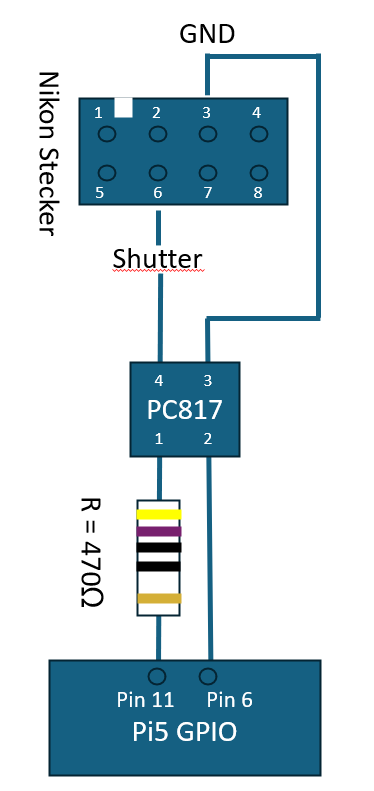 GND
Nikon Stecker
1 2 3 4
5 6 7 8
Shutter
4 3
PC817
1 2
R = 470Ω
Pin 11 Pin 6
Pi5 GPIO